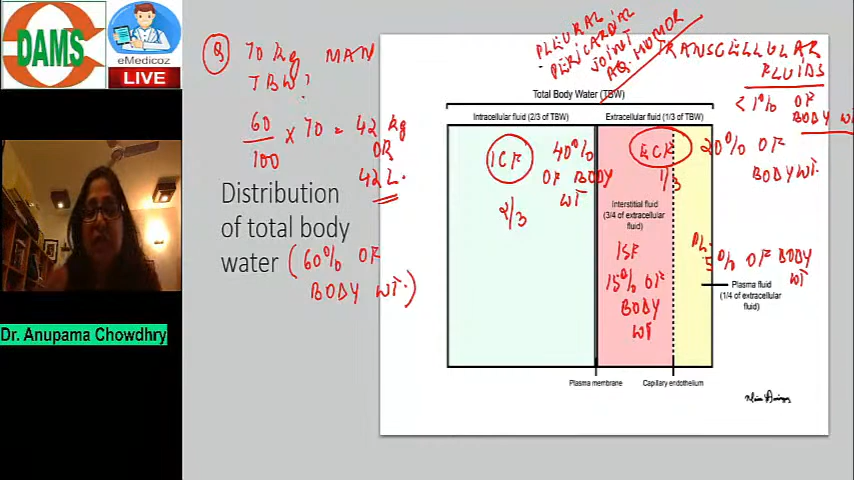 DAMS
eMedicoz
LIVE
Dr. Anupama Chowdhry
Q 70 kg MAN
TBW?
60/100 x 70 = 42 kg
OR
42 L.
Distribution
of total body
water (60% OF
BODY WT.)
PLEURAL
PERICARDIAL
JOINT
AQ. HUMOR
TRANSCELLULAR
FLUIDS
<1% OF
BODY WT
Total Body Water (TBW)
Intracellular fluid (2/3 of TBW)
Extracellular fluid (1/3 of TBW)
ICF 40%
OF BODY
WT
2/3
ECF 20% OF
BODY WT.
1/3
Interstitial fluid
(3/4 of extracellular
fluid)
ISF
15% OF
BODY
WT
PL.
5% OF BODY
WT
Plasma fluid
(1/4 of extracellular
fluid)
Plasma membrane
Capillary endothelium